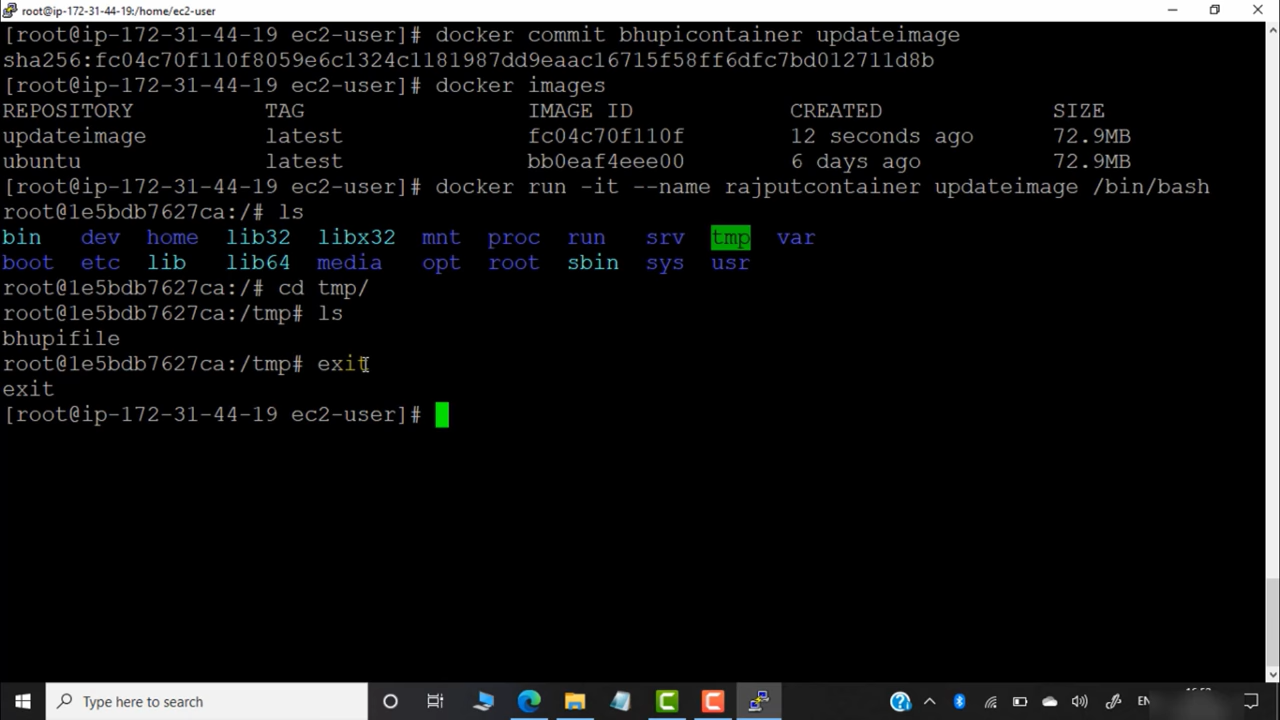 root@ip-172-31-44-19:/home/ec2-user
[root@ip-172-31-44-19 ec2-user]# docker commit bhupicontainer updateimage
sha256:fc04c70f110f8059e6c1324c1181987dd9eaac16715f58ff6dfc7bd012711d8b
[root@ip-172-31-44-19 ec2-user]# docker images
REPOSITORY TAG IMAGE ID CREATED SIZE
updateimage latest fc04c70f110f 12 seconds ago 72.9MB
ubuntu latest bb0eaf4eee00 6 days ago 72.9MB
[root@ip-172-31-44-19 ec2-user]# docker run -it --name rajputcontainer updateimage /bin/bash
root@1e5bdb7627ca:/# ls
bin dev home lib32 libx32 mnt proc run srv tmp var
boot etc lib lib64 media opt root sbin sys usr
root@1e5bdb7627ca:/# cd tmp/
root@1e5bdb7627ca:/tmp# ls
bhupifile
root@1e5bdb7627ca:/tmp# exit
exit
[root@ip-172-31-44-19 ec2-user]#
Type here to search